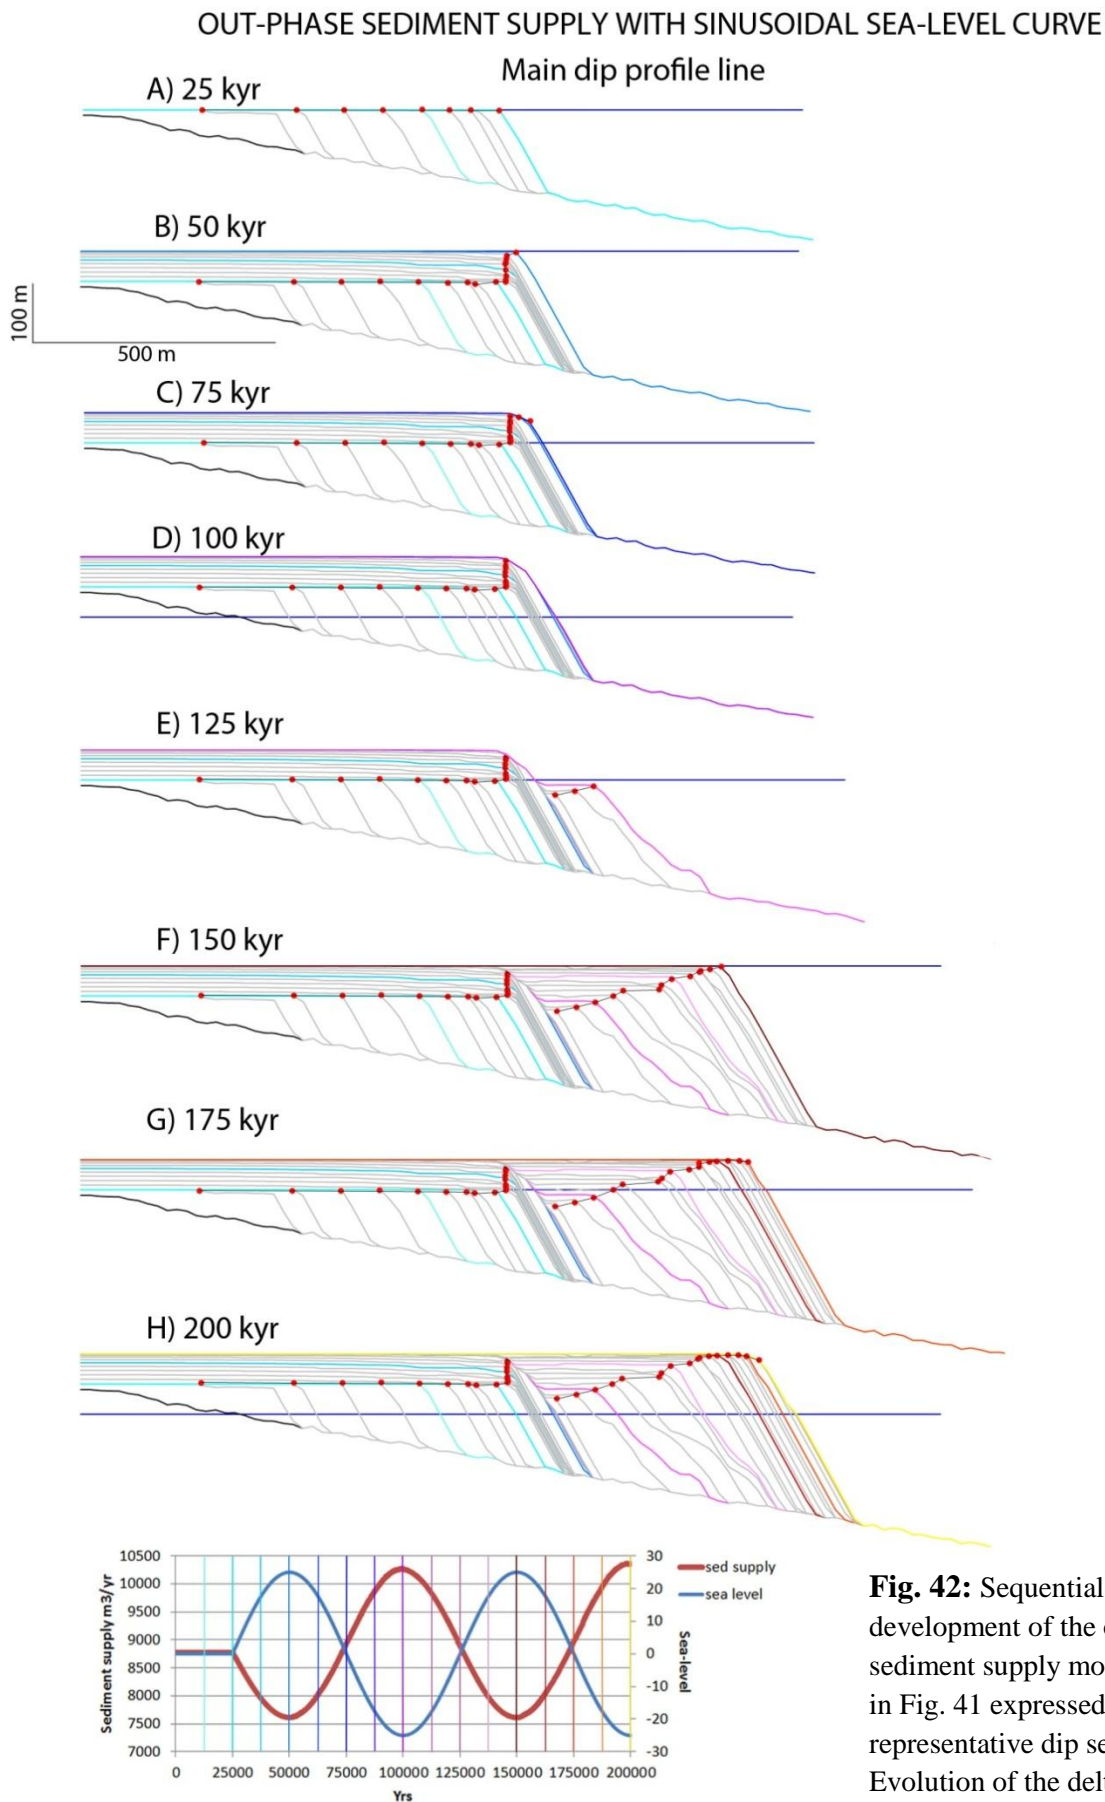 OUT-PHASE SEDIMENT SUPPLY WITH SINUSOIDAL SEA-LEVEL CURVE
Main dip profile line
A) 25 kyr
B) 50 kyr
100 m
500 m
C) 75 kyr
D) 100 kyr
E) 125 kyr
F) 150 kyr
G) 175 kyr
H) 200 kyr
Sediment supply m3/yr
10500
10000
9500
9000
8500
8000
7500
7000
0
25000
50000
75000
100000
125000
150000
175000
200000
Yrs
30
20
10
0
-10
-20
-30
Sea-level
sed supply
sea level
Fig. 42: Sequential
development of the
sediment supply mo
in Fig. 41 expressed
representative dip se
Evolution of the delt